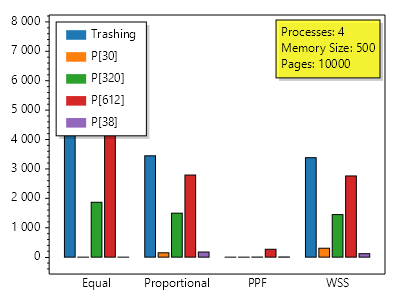 8 000
7 000
6 000
5 000
4 000
3 000
2 000
1 000
0
Trashing
P[30]
P[320]
P[612]
P[38]
Processes: 4
Memory Size: 500
Pages: 10000
Equal Proportional PPF WSS